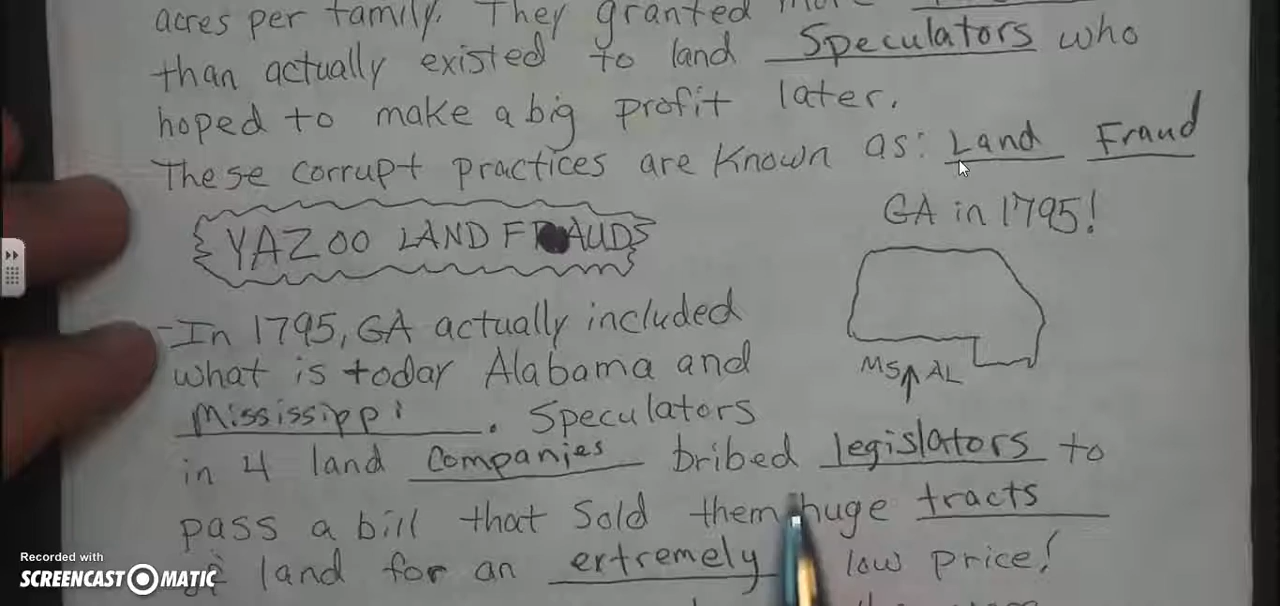 acres per family. They granted more
than actually existed to land Speculators who
hoped to make a big profit later.
These corrupt practices are known as: Land Fraud
GA in 1795!
YAZOO LAND FRAUDS
-In 1795, GA actually included
what is today Alabama and
MS AL
Mississippi. Speculators
in 4 land Companies bribed legislators to
pass a bill that sold them huge tracts
land for an extremely low price!
Recorded with
SCREENCAST O MATIC